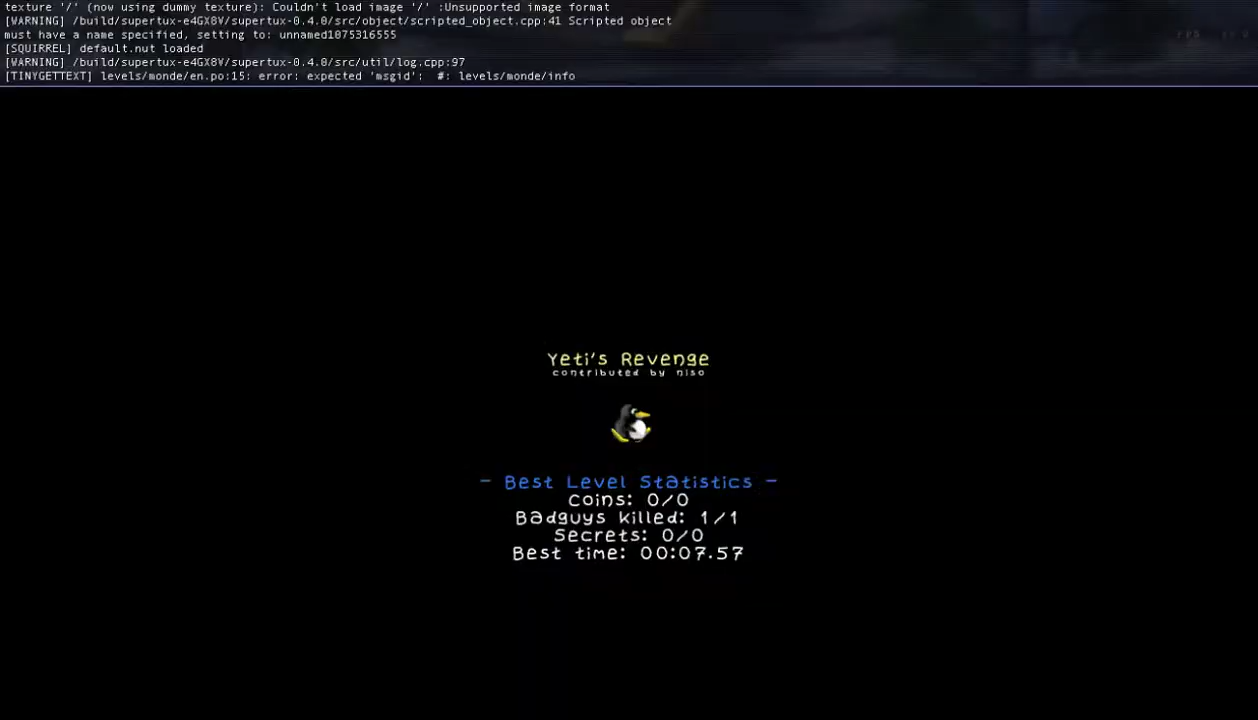 texture '/' (now using dummy texture): Couldn't load image '/' :Unsupported image format
[WARNING] /build/supertux-e4GX8V/supertux-0.4.0/src/object/scripted_object.cpp:41 Scripted object
must have a name specified, setting to: unnamed1075316555
[SQUIRREL] default.nut loaded
[WARNING] /build/supertux-e4GX8V/supertux-0.4.0/src/util/log.cpp:97
[TINYGETTEXT] levels/monde/en.po:15: error: expected 'msgid':  #: levels/monde/info
Yeti's Revenge
contributed by niso
- Best Level Statistics -
Coins: 0/0
Badguys killed: 1/1
Secrets: 0/0
Best time: 00:07.57